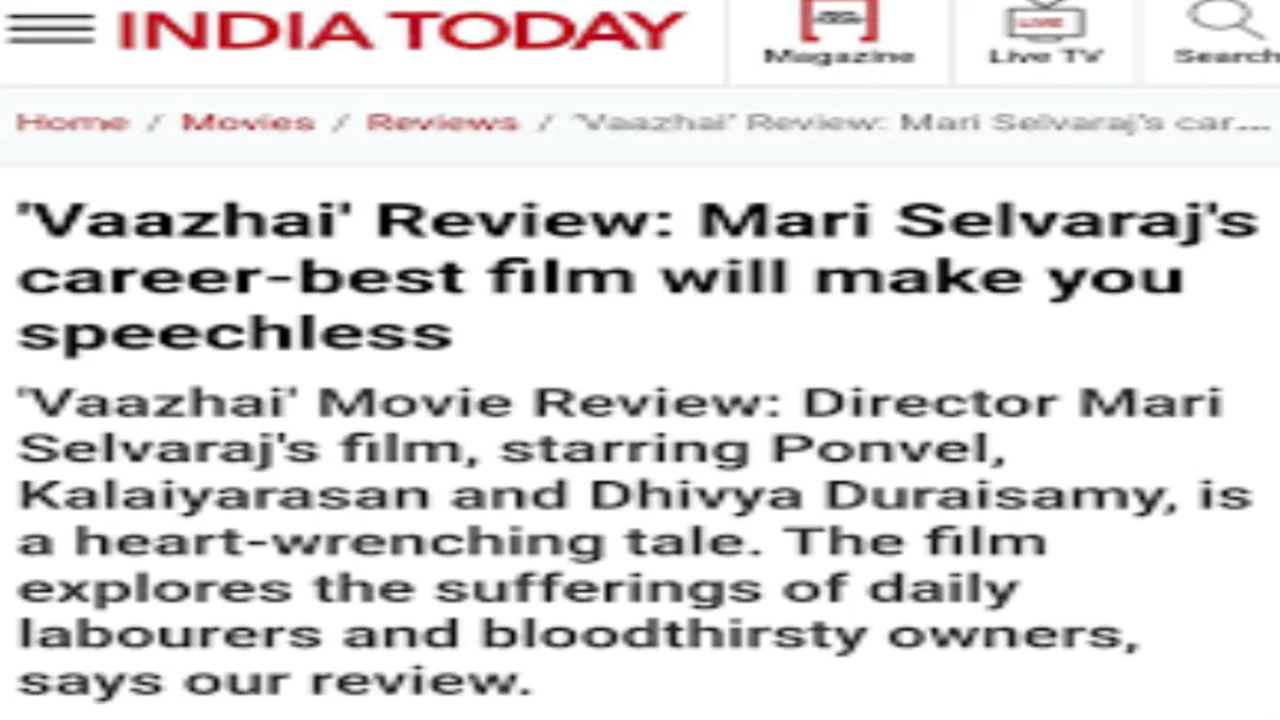 INDIA TODAY
Magazine
LIVE
Live TV
Search
Home / Movies / Reviews / 'Vaazhai' Review: Mari Selvaraj's car...
'Vaazhai' Review: Mari Selvaraj's
career-best film will make you
speechless
'Vaazhai' Movie Review: Director Mari
Selvaraj's film, starring Ponvel,
Kalaiyarasan and Dhivya Duraisamy, is
a heart-wrenching tale. The film
explores the sufferings of daily
labourers and bloodthirsty owners,
says our review.